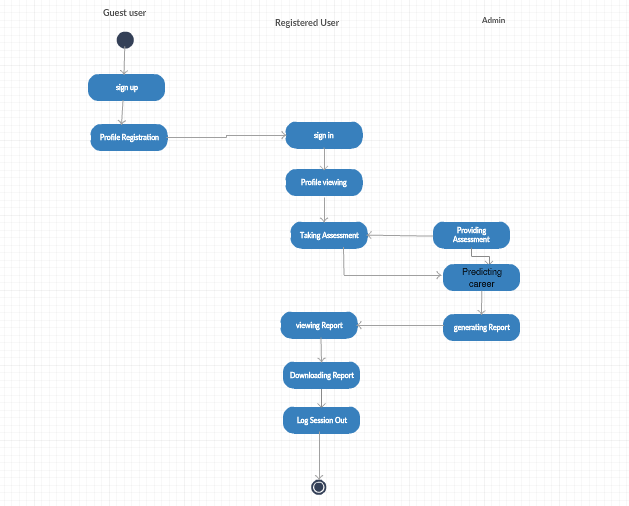 Guest user
Registered User
Admin
sign up
Profile Registration
sign in
Profile viewing
Taking Assessment
Providing
Assessment
Predicting
career
viewing Report
generating Report
Downloading Report
Log Session Out